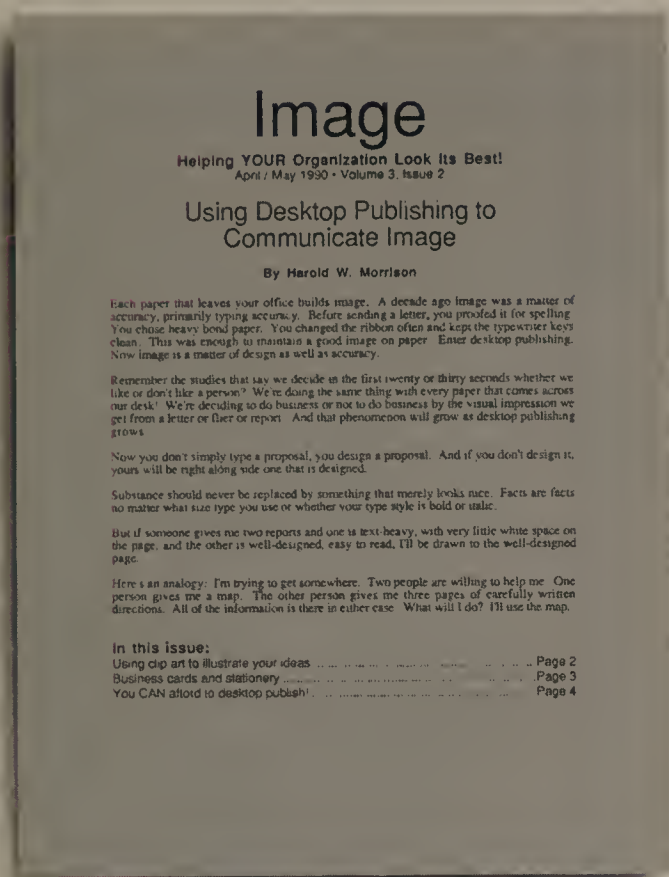 Image
Helping YOUR Organization Look Its Best!
April / May 1990 • Volume 3, Issue 2
Using Desktop Publishing to
Communicate Image
By Harold W. Morrison
Each paper that leaves your office builds image. A decade ago image was a matter of
accuracy, primarily typing accuracy. Before sending a letter, you proofed it for spelling.
You chose heavy bond paper. You changed the ribbon often and kept the typewriter keys
clean. This was enough to maintain a good image on paper. Enter desktop publishing.
Now image is a matter of design as well as accuracy.
Remember the studies that say we decide in the first twenty or thirty seconds whether we
like or don't like a person? We're doing the same thing with every paper that comes across
our desk! We're deciding to do business or not to do business by the visual impression we
get from a letter or flier or report. And that phenomenon will grow as desktop publishing
grows.
Now you don't simply type a proposal, you design a proposal. And if you don't design it,
yours will be right along side one that is designed.
Substance should never be replaced by something that merely looks nice. Facts are facts
no matter what size type you use or whether your type style is bold or italic.
But if someone gives me two reports and one is text-heavy, with very little white space on
the page, and the other is well-designed, easy to read, I'll be drawn to the well-designed
page.
Here's an analogy: I'm trying to get somewhere. Two people are willing to help me. One
person gives me a map. The other person gives me three pages of carefully written
directions. All of the information is there in either case. What will I do? I'll use the map.
In this issue:
Using clip art to illustrate your ideas ........ Page 2
Business cards and stationery ........ Page 3
You CAN afford to desktop publish! ........ Page 4